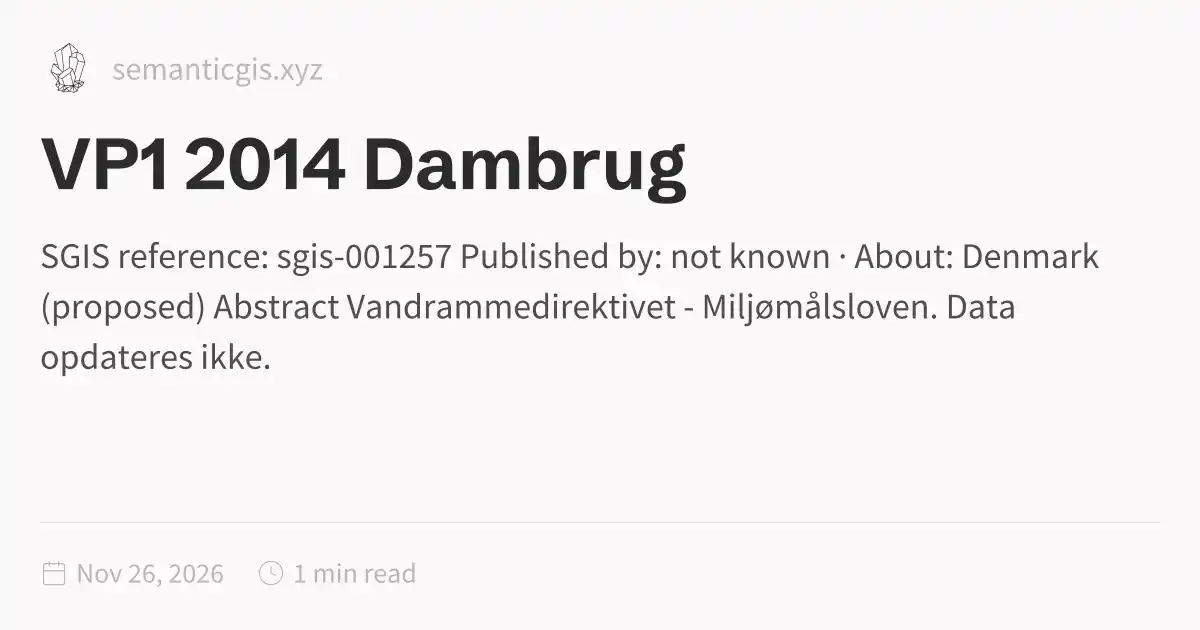 semanticgis.xyz
VP1 2014 Dambrug
SGIS reference: sgis-001257 Published by: not known · About: Denmark
(proposed) Abstract Vandrammedirektivet - Miljømålsloven. Data
opdateres ikke.
Nov 26, 2026 1 min read